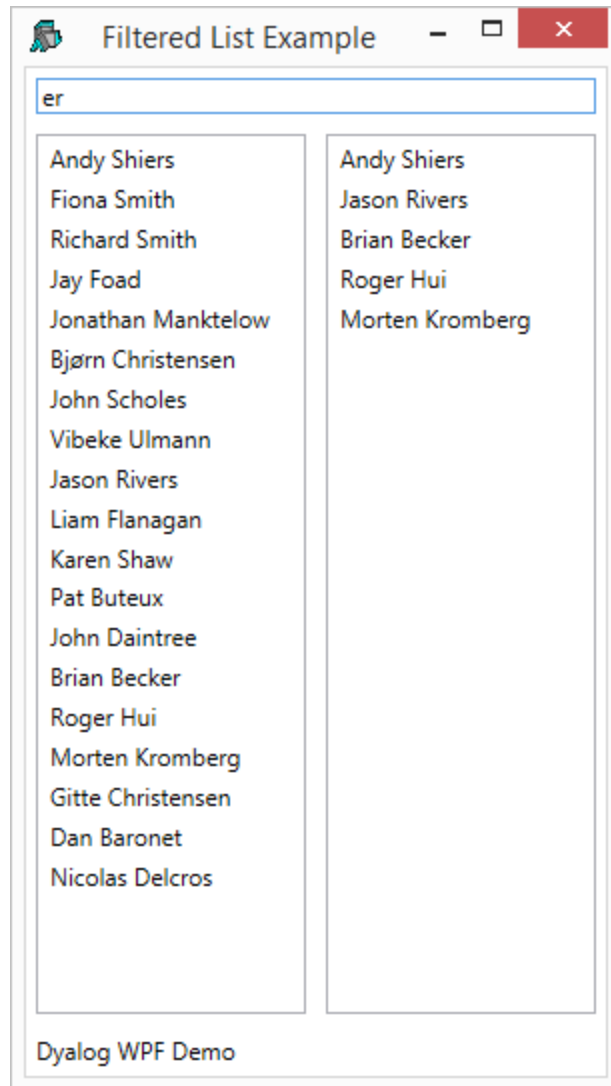 Filtered List Example
er
Andy Shiers
Fiona Smith
Richard Smith
Jay Foad
Jonathan Manktelow
Bjørn Christensen
John Scholes
Vibeke Ulmann
Jason Rivers
Liam Flanagan
Karen Shaw
Pat Buteux
John Daintree
Brian Becker
Roger Hui
Morten Kromberg
Gitte Christensen
Dan Baronet
Nicolas Delcros
Andy Shiers
Jason Rivers
Brian Becker
Roger Hui
Morten Kromberg
Dyalog WPF Demo